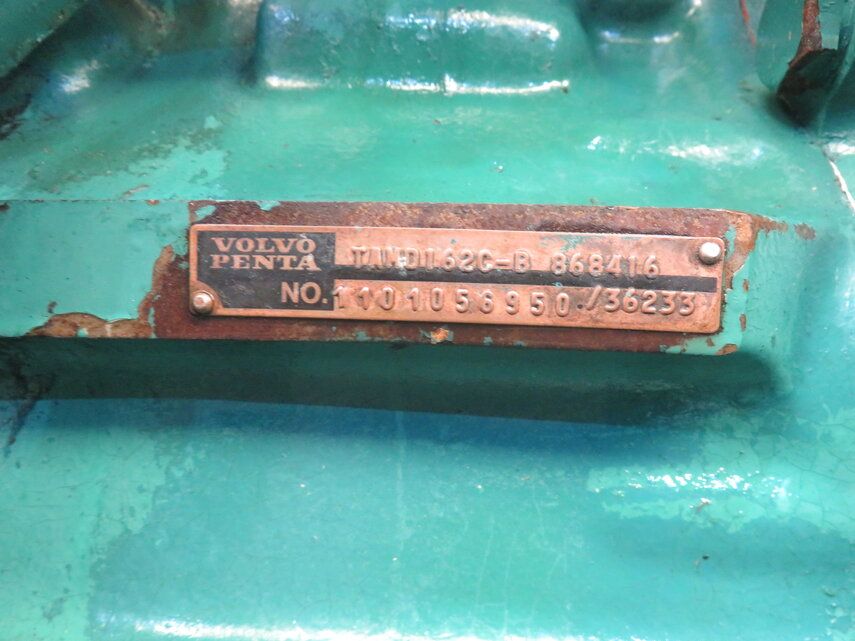 VOLVO
PENTA
TAMD162C-B 868416
NO. 1101056950 /36233